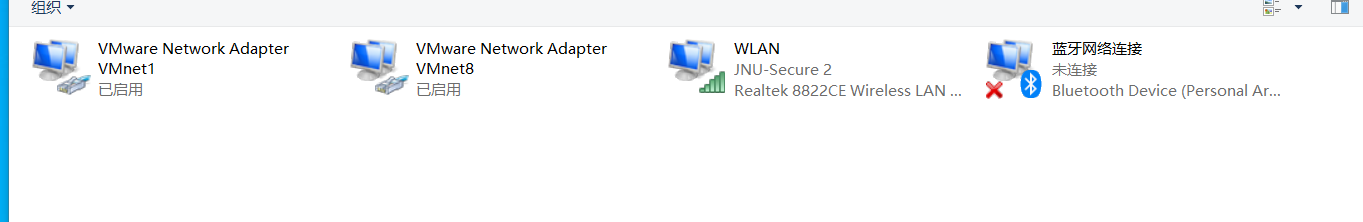 组织
VMware Network Adapter
VMnet1
已启用
VMware Network Adapter
VMnet8
已启用
WLAN
JNU-Secure 2
Realtek 8822CE Wireless LAN ...
蓝牙网络连接
未连接
Bluetooth Device (Personal Ar...